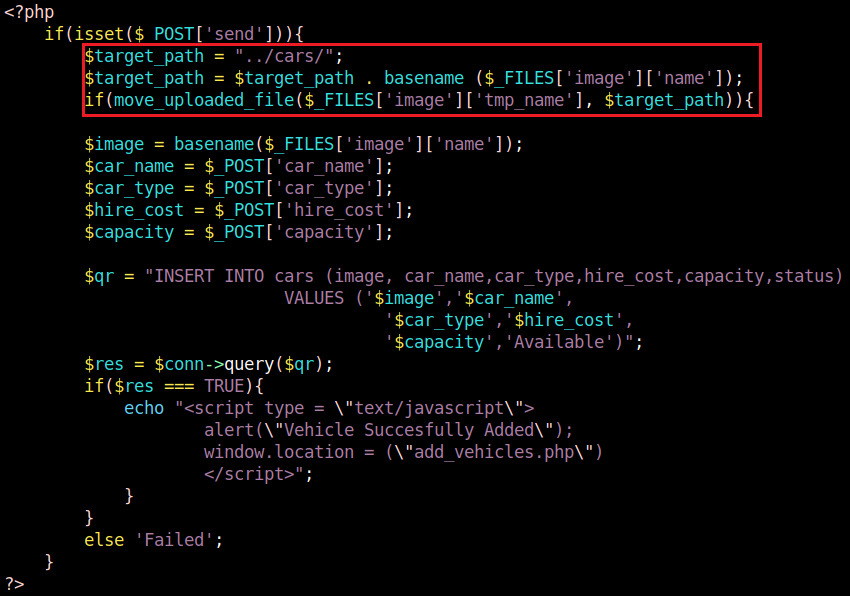 <?php
if(isset($_POST['send'])){
$target_path = "../cars/";
$target_path = $target_path . basename ($_FILES['image']['name']);
if(move_uploaded_file($_FILES['image']['tmp_name'], $target_path)){
$image = basename($_FILES['image']['name']);
$car_name = $_POST['car_name'];
$car_type = $_POST['car_type'];
$hire_cost = $_POST['hire_cost'];
$capacity = $_POST['capacity'];
$qr = "INSERT INTO cars (image, car_name,car_type,hire_cost,capacity,status)
VALUES ('$image','$car_name',
'$car_type','$hire_cost',
'$capacity','Available')";
$res = $conn->query($qr);
if($res === TRUE){
echo "<script type = \"text/javascript\">
alert(\"Vehicle Succesfully Added\");
window.location = (\"add_vehicles.php\")
</script>";
}
}
else 'Failed';
}
?>